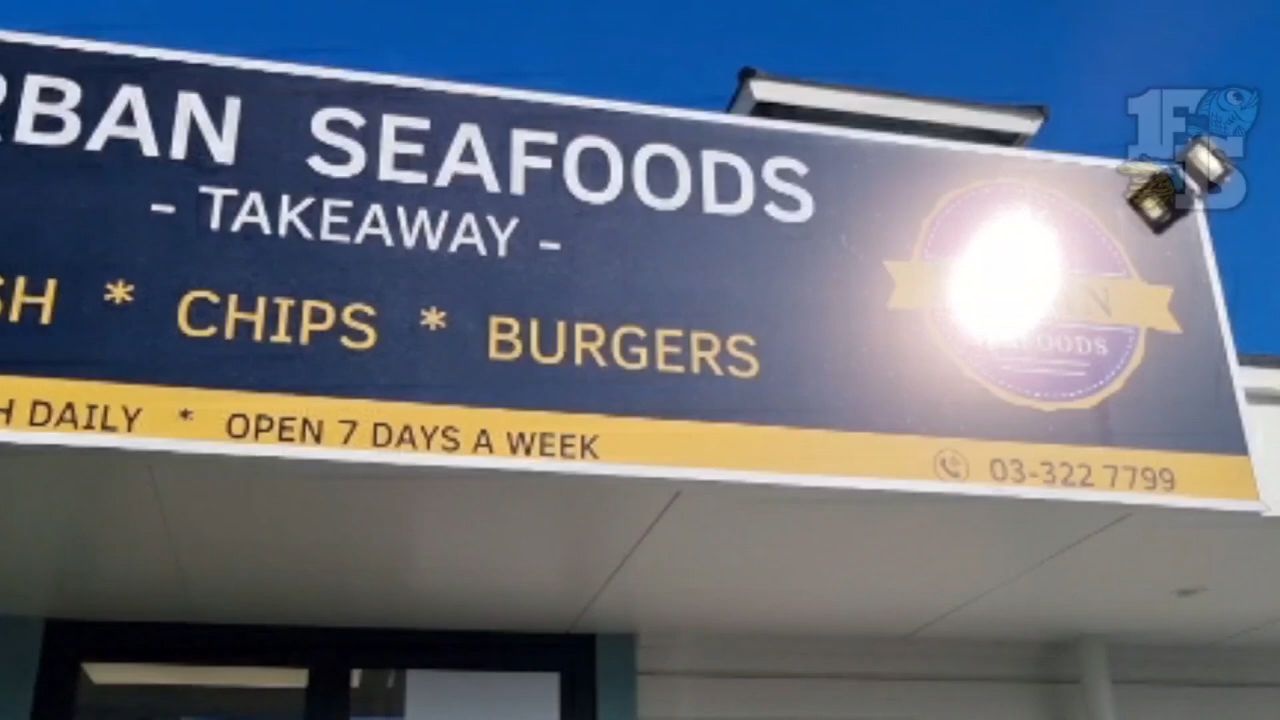 RBAN SEAFOODS
- TAKEAWAY -
SH * CHIPS * BURGERS
H DAILY * OPEN 7 DAYS A WEEK
03-322 7799